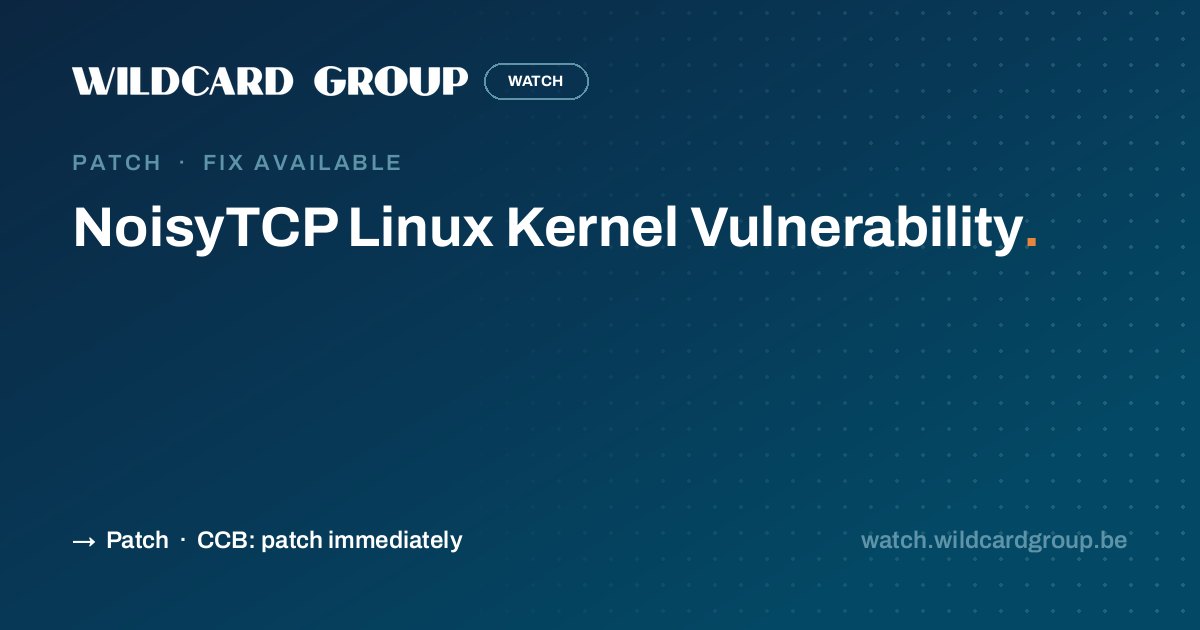 WILDCARD GROUP WATCH
PATCH · FIX AVAILABLE
NoisyTCP Linux Kernel Vulnerability.
→ Patch · CCB: patch immediately
watch.wildcardgroup.be